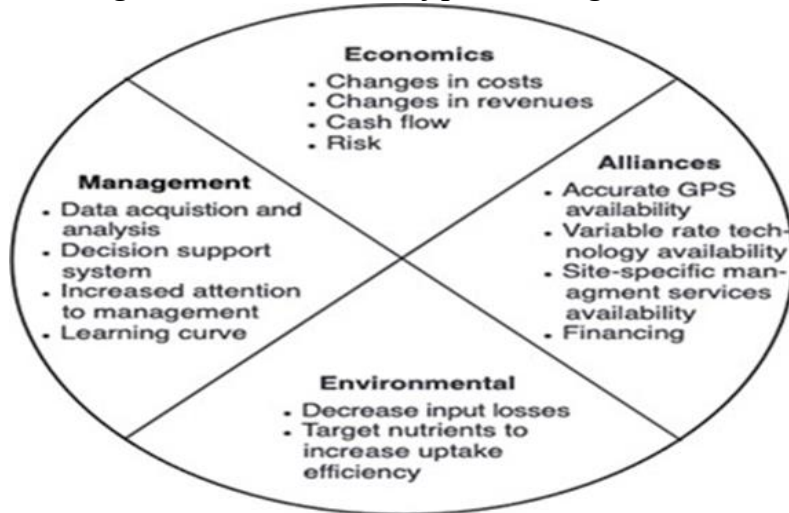 Economics
• Changes in costs
• Changes in revenues
• Cash flow
• Risk
Management
• Data acquistion and
analysis
• Decision support
system
• Increased attention
to management
• Learning curve
Alliances
• Accurate GPS
availability
• Variable rate tech-
nology availability
• Site-specific man-
agment services
availability
• Financing
Environmental
• Decrease input losses
• Target nutrients to
increase uptake
efficiency